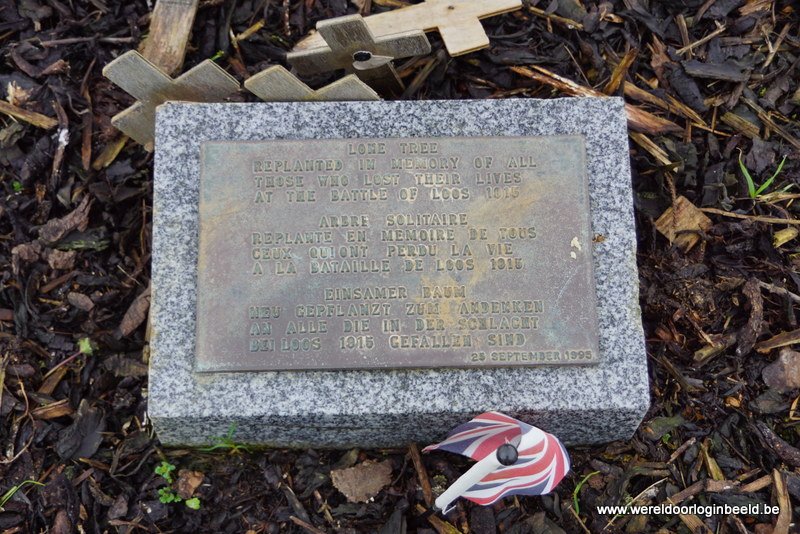 LONE TREE
REPLANTED IN MEMORY OF ALL
THOSE WHO LOST THEIR LIVES
AT THE BATTLE OF LOOS 1915
ARBRE SOLITAIRE
REPLANTE EN MEMOIRE DE TOUS
CEUX QUI ONT PERDU LA VIE
A LA BATAILLE DE LOOS 1915
EINSAMER BAUM
NEU GEPFLANZT ZUM ANDENKEN
AN ALLE DIE IN DER SCHLACHT
BEI LOOS 1915 GEFALLEN SIND
25 SEPTEMBER 1995
www.wereldoorloginbeeld.be